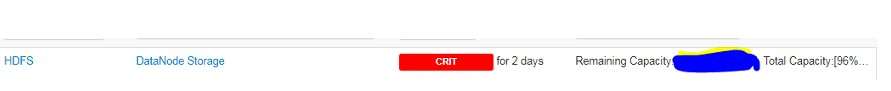 HDFS DataNode Storage CRIT for 2 days Remaining Capacity: Total Capacity:[96%...